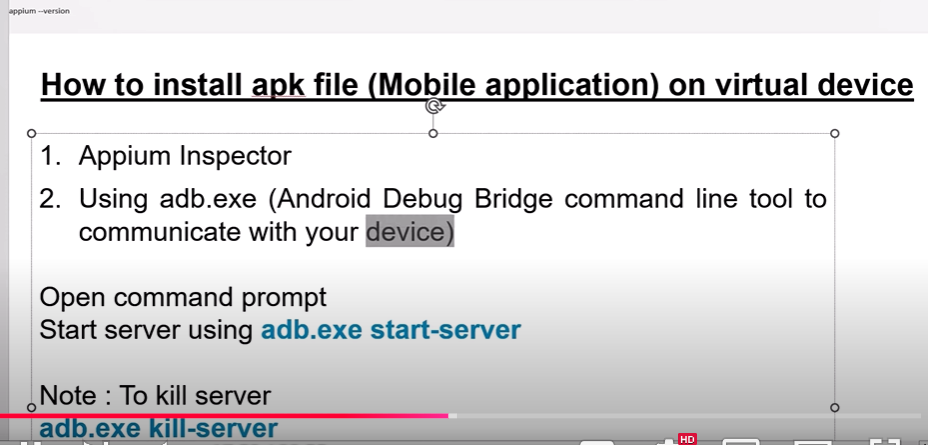 appium --version
How to install apk file (Mobile application) on virtual device
1. Appium Inspector
2. Using adb.exe (Android Debug Bridge command line tool to
communicate with your device)
Open command prompt
Start server using adb.exe start-server
Note : To kill server
adb.exe kill-server
HD